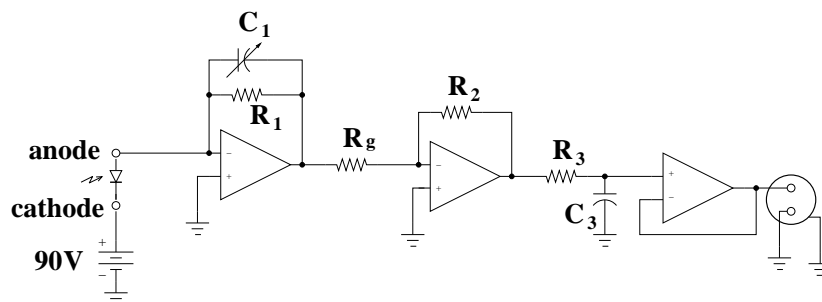 C1
R1
R2
Rg
R3
anode
cathode
C3
90V
+
−
−
+
−
+
+
−